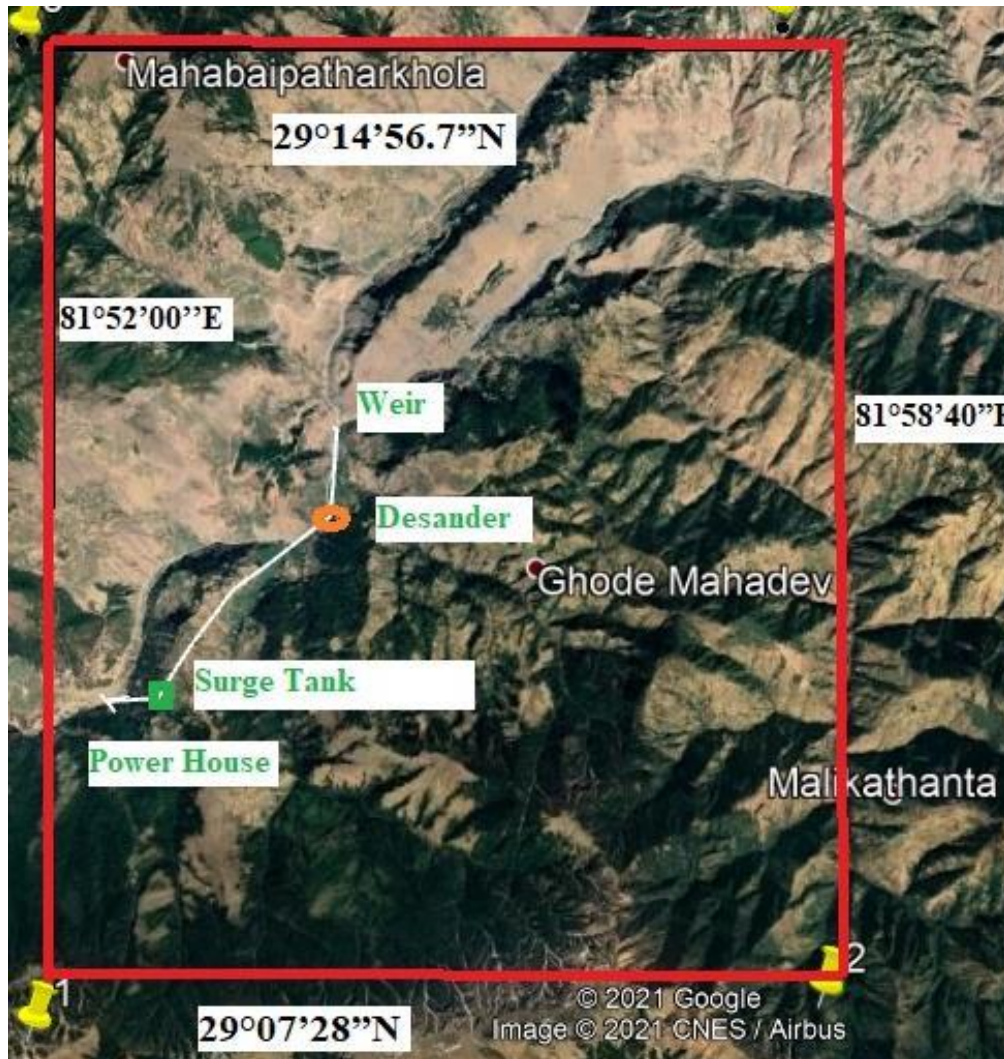 Mahabaipatharkhola
29°14’56.7”N
81°52’00’’E
Weir
81°58’40”E
Desander
Ghode Mahadev
Surge Tank
Power House
Malikathanta
2
1
© 2021 Google
29°07’28”N
Image © 2021 CNES / Airbus